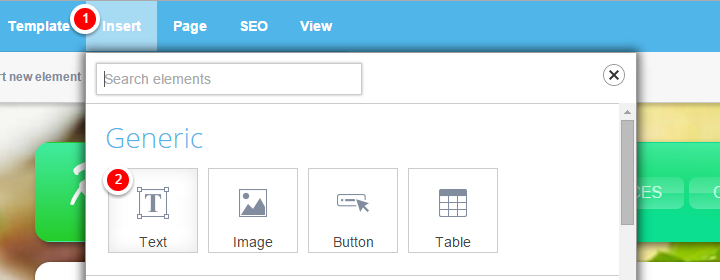 Template 1 Insert Page SEO View
rt new element
Search elements
Generic
2
T
Text Image Button Table
CES